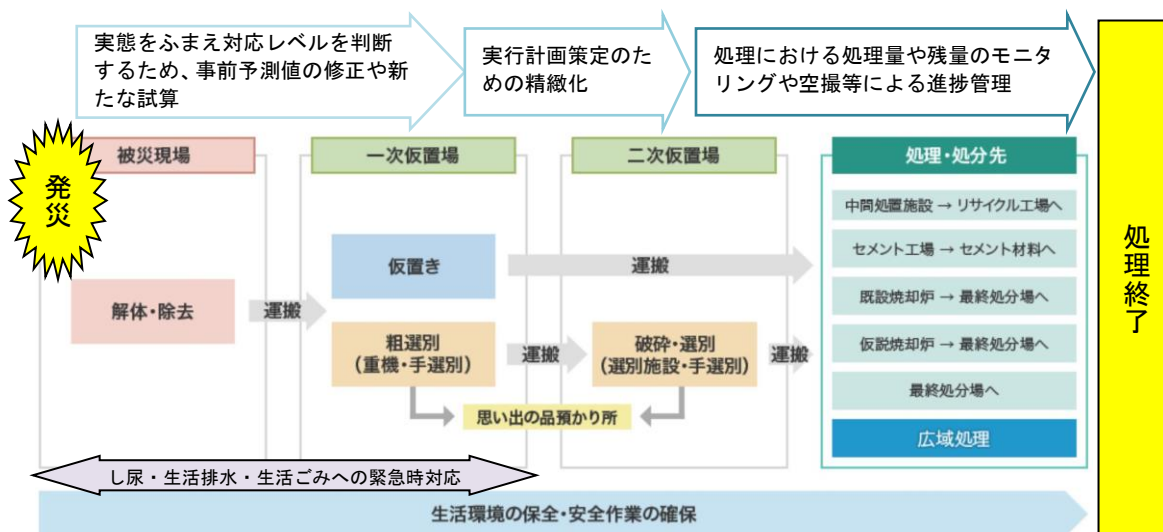 実態をふまえ対応レベルを判断
するため、事前予測値の修正や新
たな試算
実行計画策定のた
めの精緻化
処理における処理量や残量のモニタ
リングや空撮等による進捗管理
発災
被災現場
一次仮置場
二次仮置場
処理・処分先
解体・除去
運搬
仮置き
運搬
粗選別
(重機・手選別)
運搬
破砕・選別
(選別施設・手選別)
運搬
思い出の品預かり所
中間処置施設 → リサイクル工場へ
セメント工場 → セメント材料へ
既設焼却炉 → 最終処分場へ
仮説焼却炉 → 最終処分場へ
最終処分場へ
広域処理
処理終了
し尿・生活排水・生活ごみへの緊急時対応
生活環境の保全・安全作業の確保